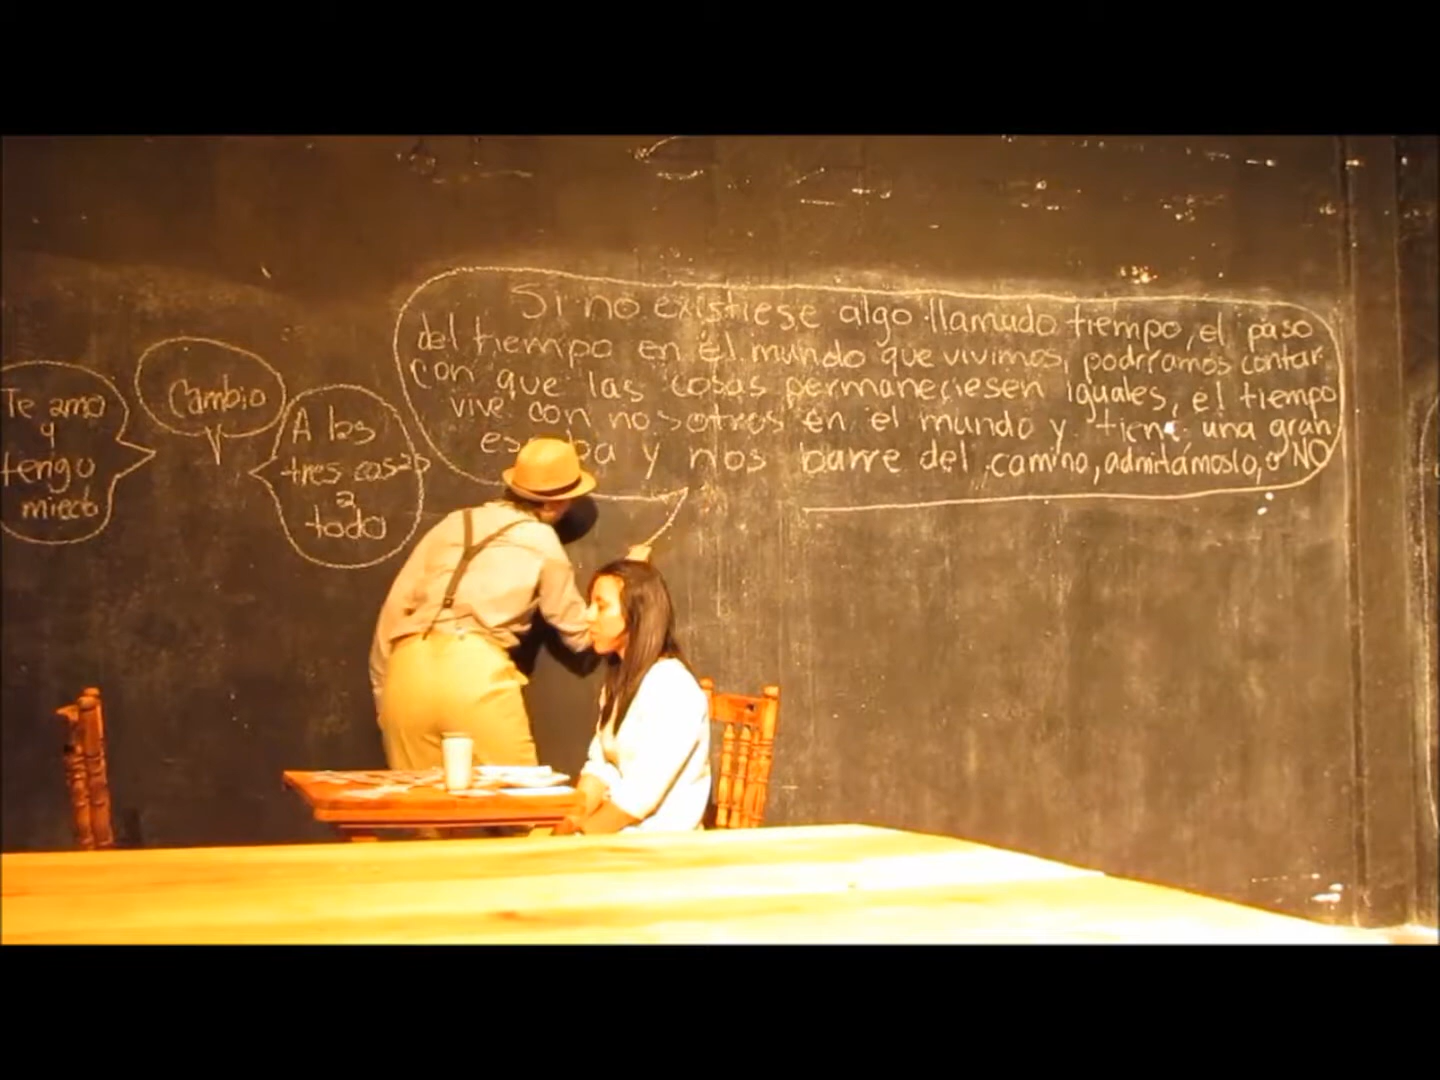 Te amo
y
tengo
miedo
Cambio
A las
tres cosas
a
todo
Si no existiese algo llamado tiempo, el paso
del tiempo en el mundo que vivimos, podríamos contar
con que las cosas permaneciesen iguales, el tiempo
vive con nosotros en el mundo y tiene una gran
y nos barre del camino, admitámoslo, o NO